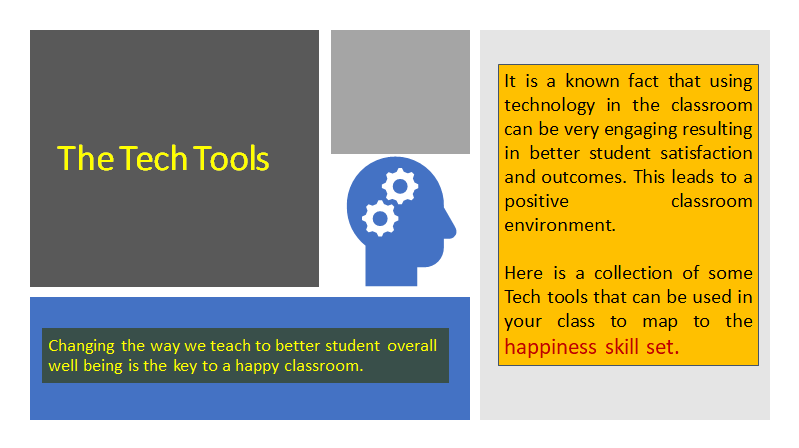 The Tech Tools
Changing the way we teach to better student overall
well being is the key to a happy classroom.
It is a known fact that using
technology in the classroom
can be very engaging resulting
in better student satisfaction
and outcomes. This leads to a
positive classroom
environment.
Here is a collection of some
Tech tools that can be used in
your class to map to the
happiness skill set.